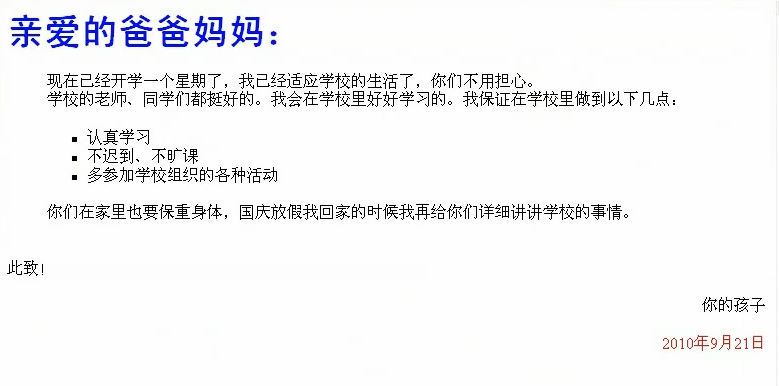 亲爱的爸爸妈妈：
现在已经开学一个星期了，我已经适应学校的生活了，你们不用担心。
学校的老师、同学们都挺好的。我会在学校里好好学习的。我保证在学校里做到以下几点：
认真学习
不迟到、不旷课
多参加学校组织的各种活动
你们在家里也要保重身体，国庆放假我回家的时候我再给你们详细讲讲学校的事情。
此致！
你的孩子
2010年9月21日